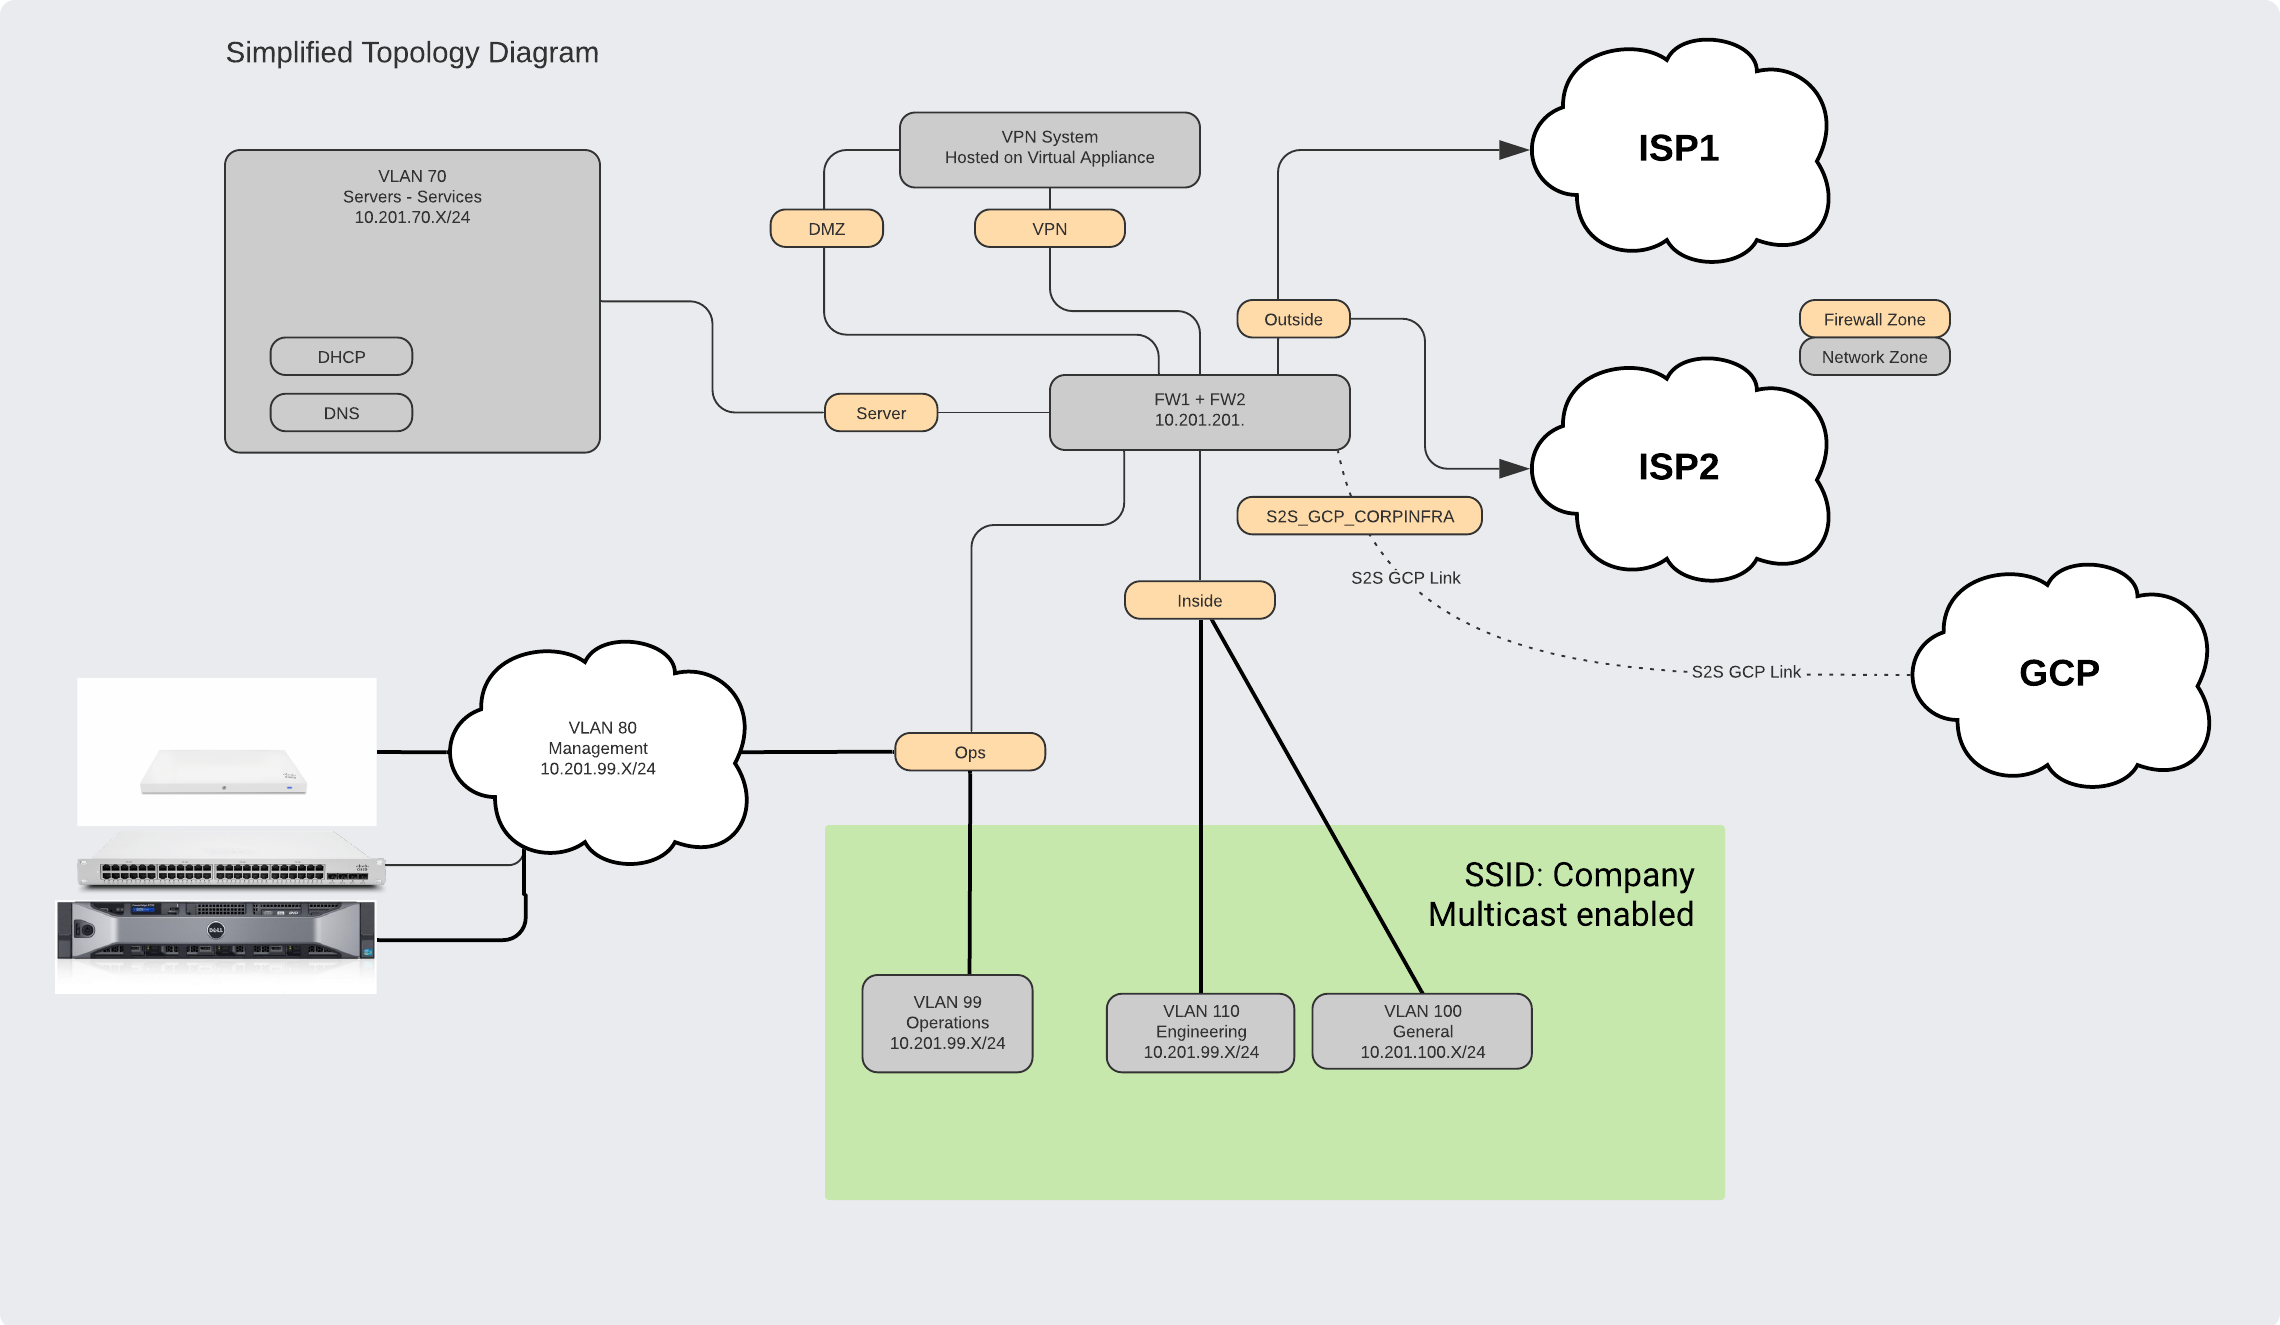 Simplified Topology Diagram
VLAN 70
Servers - Services
10.201.70.X/24
DHCP
DNS
VPN System
Hosted on Virtual Appliance
DMZ
VPN
Outside
Server
FW1 + FW2
10.201.201.
ISP1
ISP2
Firewall Zone
Network Zone
S2S_GCP_CORPINFRA
S2S GCP Link
S2S GCP Link
GCP
Inside
VLAN 80
Management
10.201.99.X/24
Ops
SSID: Company
Multicast enabled
VLAN 99
Operations
10.201.99.X/24
VLAN 110
Engineering
10.201.99.X/24
VLAN 100
General
10.201.100.X/24
DELL